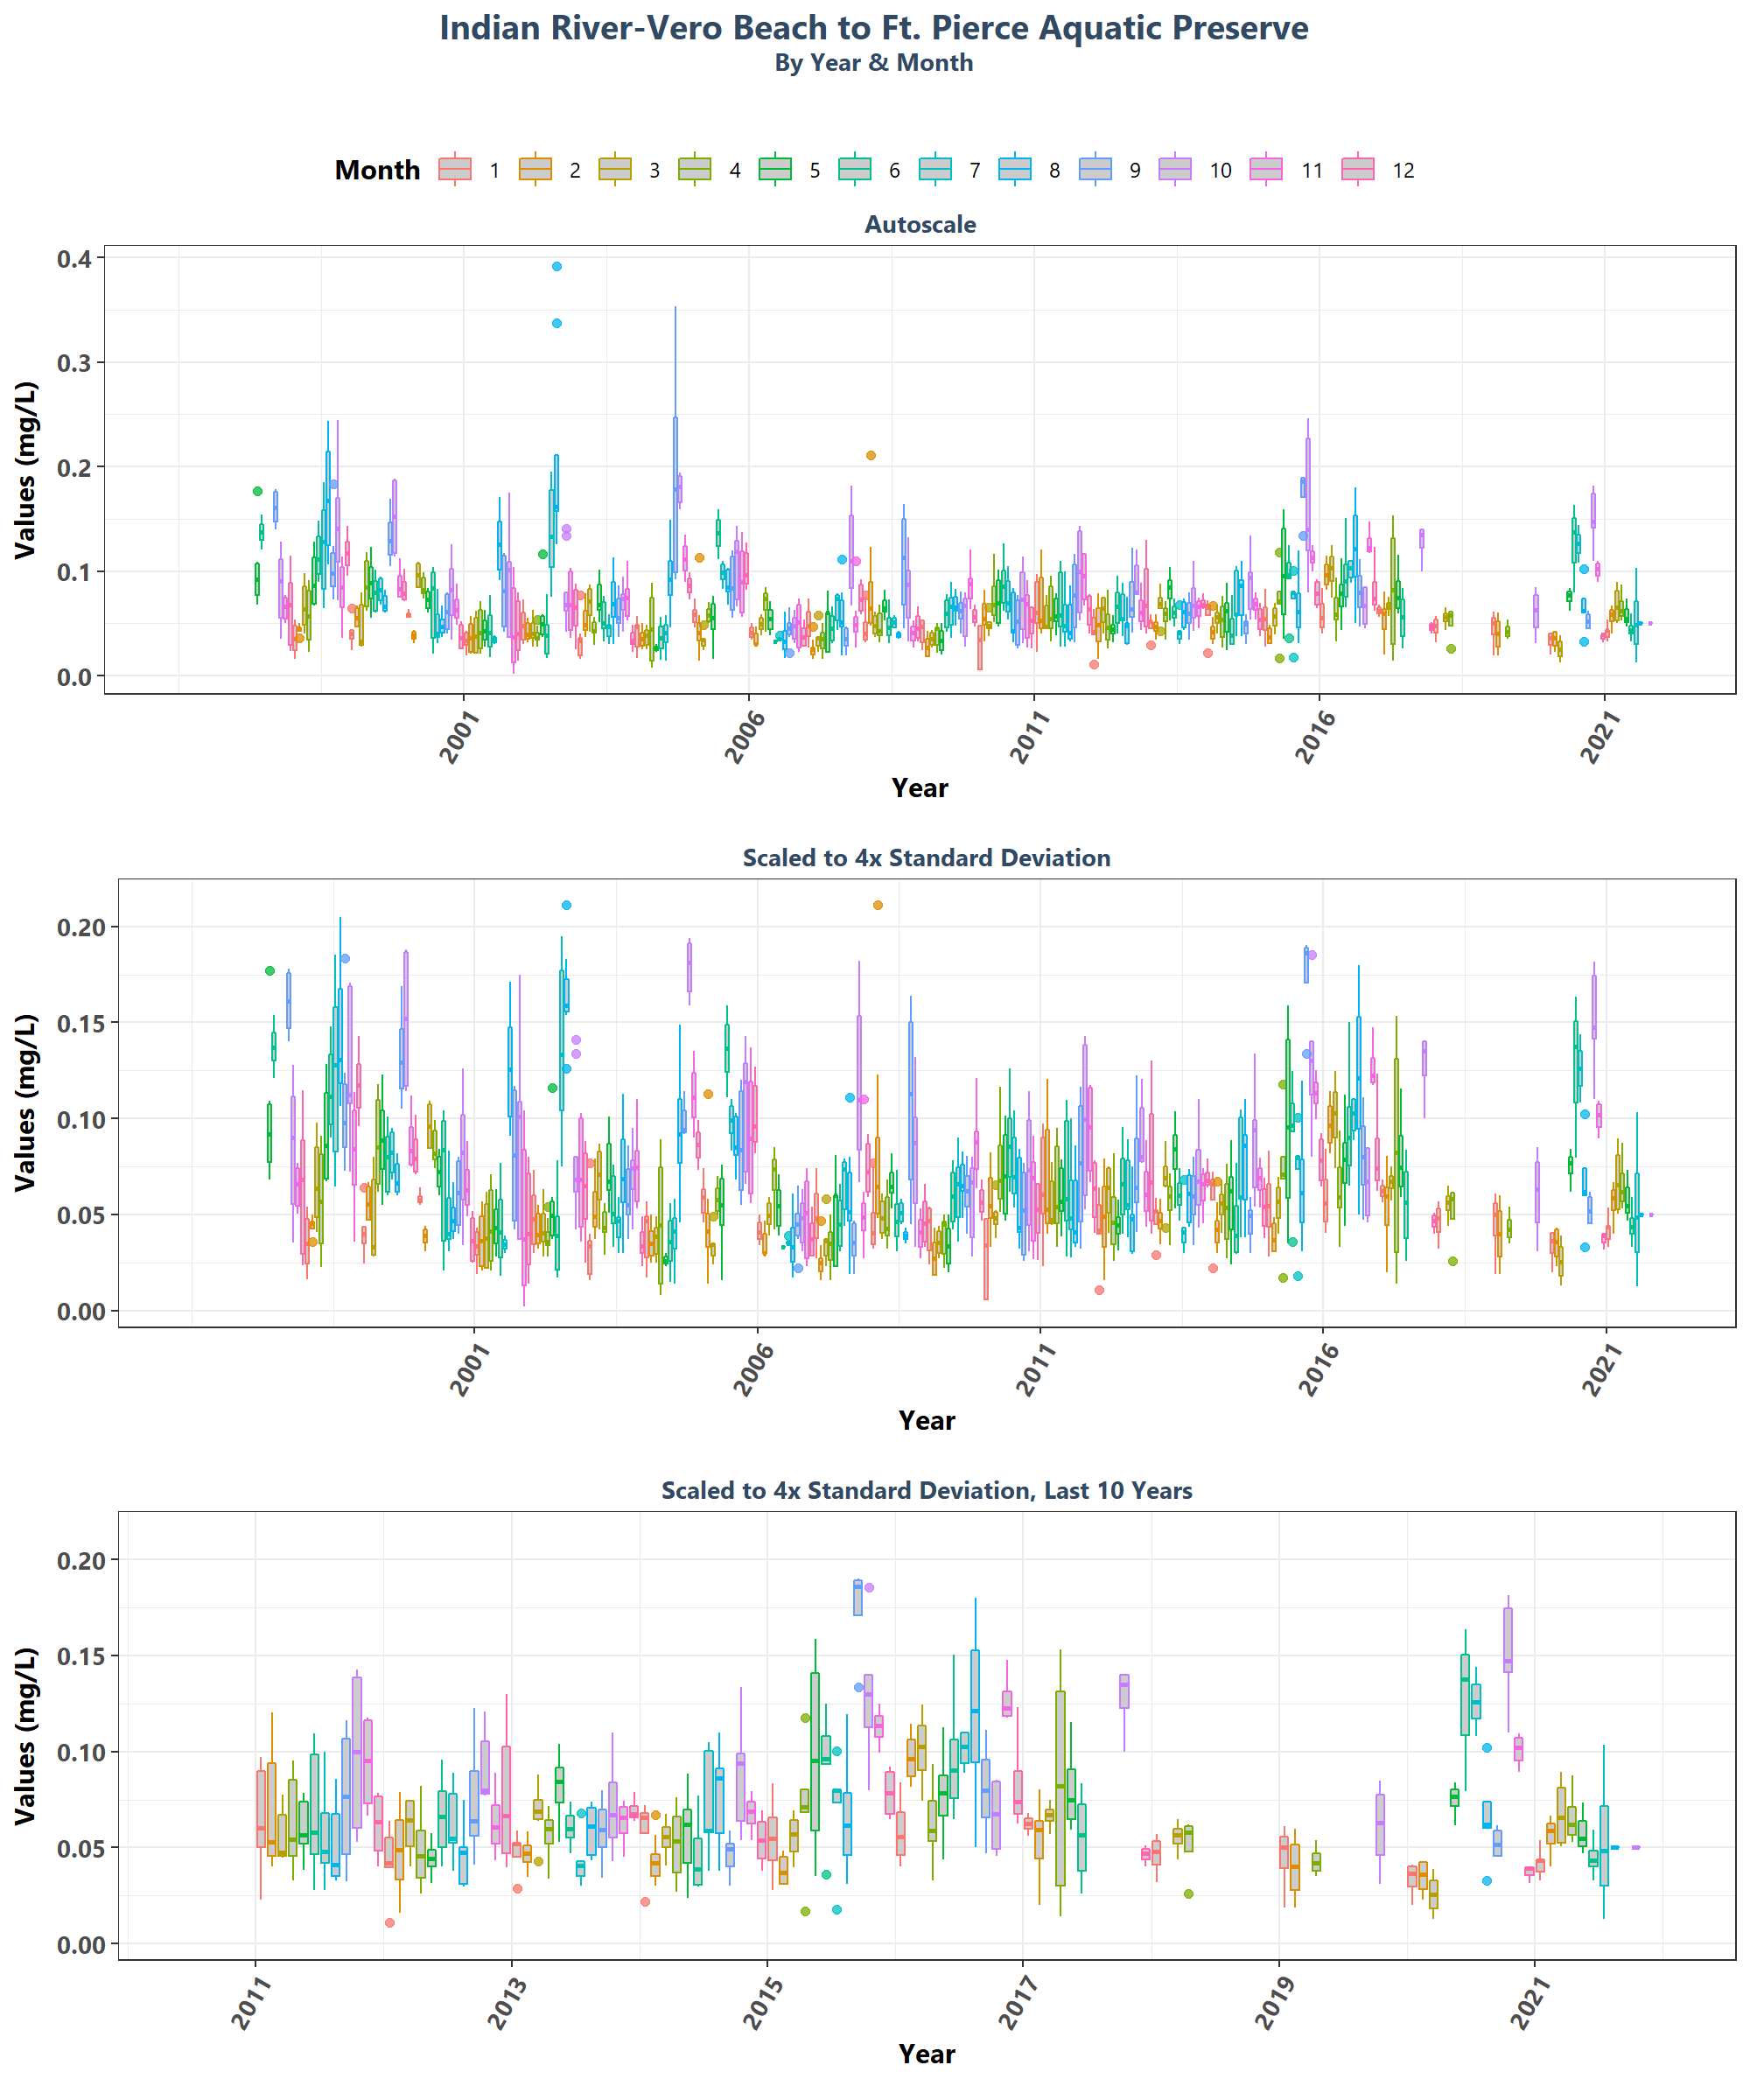 Indian River-Vero Beach to Ft. Pierce Aquatic Preserve
By Year & Month
Month 1 2 3 4 5 6 7 8 9 10 11 12
Autoscale
Values (mg/L)
0.4
0.3
0.2
0.1
0.0
2001 2006 2011 2016 2021
Year
Scaled to 4x Standard Deviation
Values (mg/L)
0.20
0.15
0.10
0.05
0.00
2001 2006 2011 2016 2021
Year
Scaled to 4x Standard Deviation, Last 10 Years
Values (mg/L)
0.20
0.15
0.10
0.05
0.00
2011 2013 2015 2017 2019 2021
Year